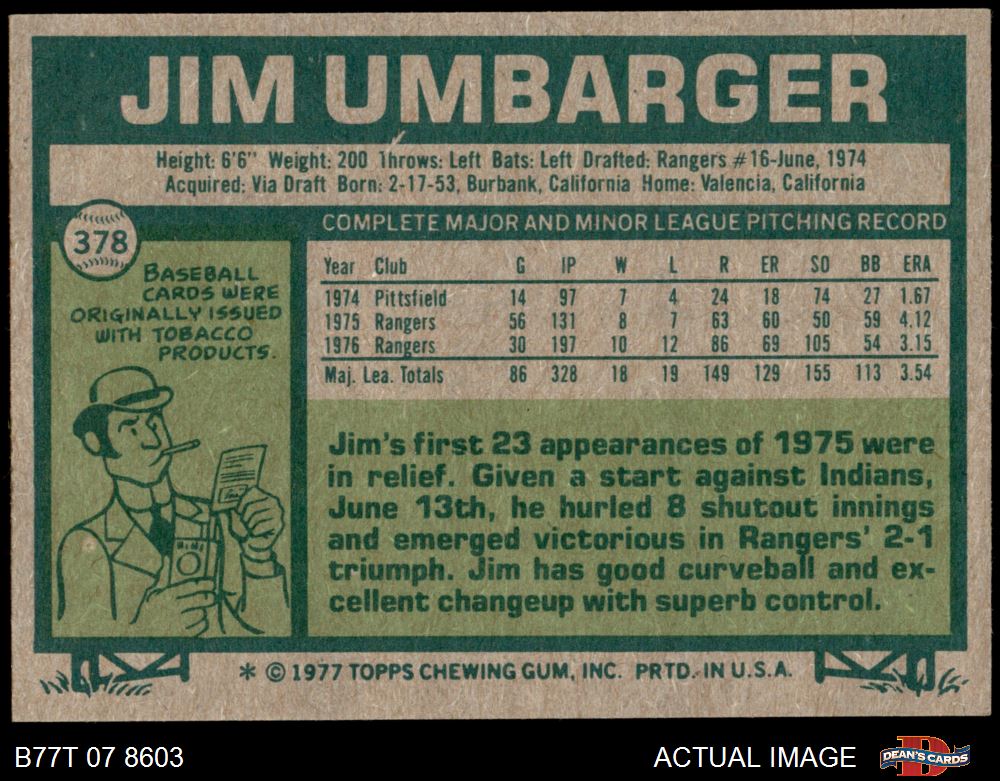 JIM UMBARGER
Height: 6'6" Weight: 200 Throws: Left Bats: Left Drafted: Rangers #16-June, 1974
Acquired: Via Draft Born: 2-17-53, Burbank, California Home: Valencia, California
378
BASEBALL
CARDS WERE
ORIGINALLY ISSUED
WITH TOBACCO
PRODUCTS.
COMPLETE MAJOR AND MINOR LEAGUE PITCHING RECORD
Year Club G IP W L R ER SO BB ERA
1974 Pittsfield 14 97 7 4 24 18 74 27 1.67
1975 Rangers 56 131 8 7 63 60 50 59 4.12
1976 Rangers 30 197 10 12 86 69 105 54 3.15
Maj. Lea. Totals 86 328 18 19 149 129 155 113 3.54
Jim's first 23 appearances of 1975 were
in relief. Given a start against Indians,
June 13th, he hurled 8 shutout innings
and emerged victorious in Rangers' 2-1
triumph. Jim has good curveball and ex-
cellent changeup with superb control.
* © 1977 TOPPS CHEWING GUM, INC. PRTD. IN U.S.A.
B77T 07 8603
ACTUAL IMAGE
DEAN'S CARDS